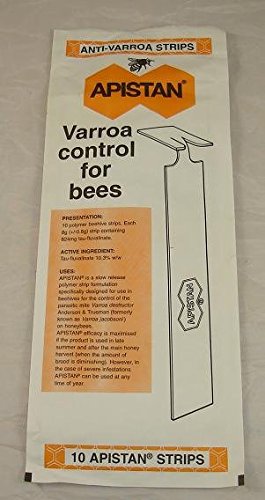 ANTI-VARROA STRIPS
APISTAN®
Varroa
control
for
bees
PRESENTATION:
10 polymer beehive strips. Each
8g (+/-0.8g) strip containing
824mg tau-fluvalinate.
ACTIVE INGREDIENT:
Tau-fluvalinate 10.3% w/w
USES:
APISTAN® is a slow release
polymer strip formulation
specifically designed for use in
beehives for the control of the
parasitic mite Varroa destructor
Anderson & Trueman (formerly
known as Varroa jacobsoni)
on honeybees.
APISTAN® efficacy is maximised
if the product is used in late
summer and after the main honey
harvest (when the amount of
brood is diminishing). However, in
the case of severe infestations
APISTAN® can be used at any
time of year.
APISTAN®
10 APISTAN® STRIPS